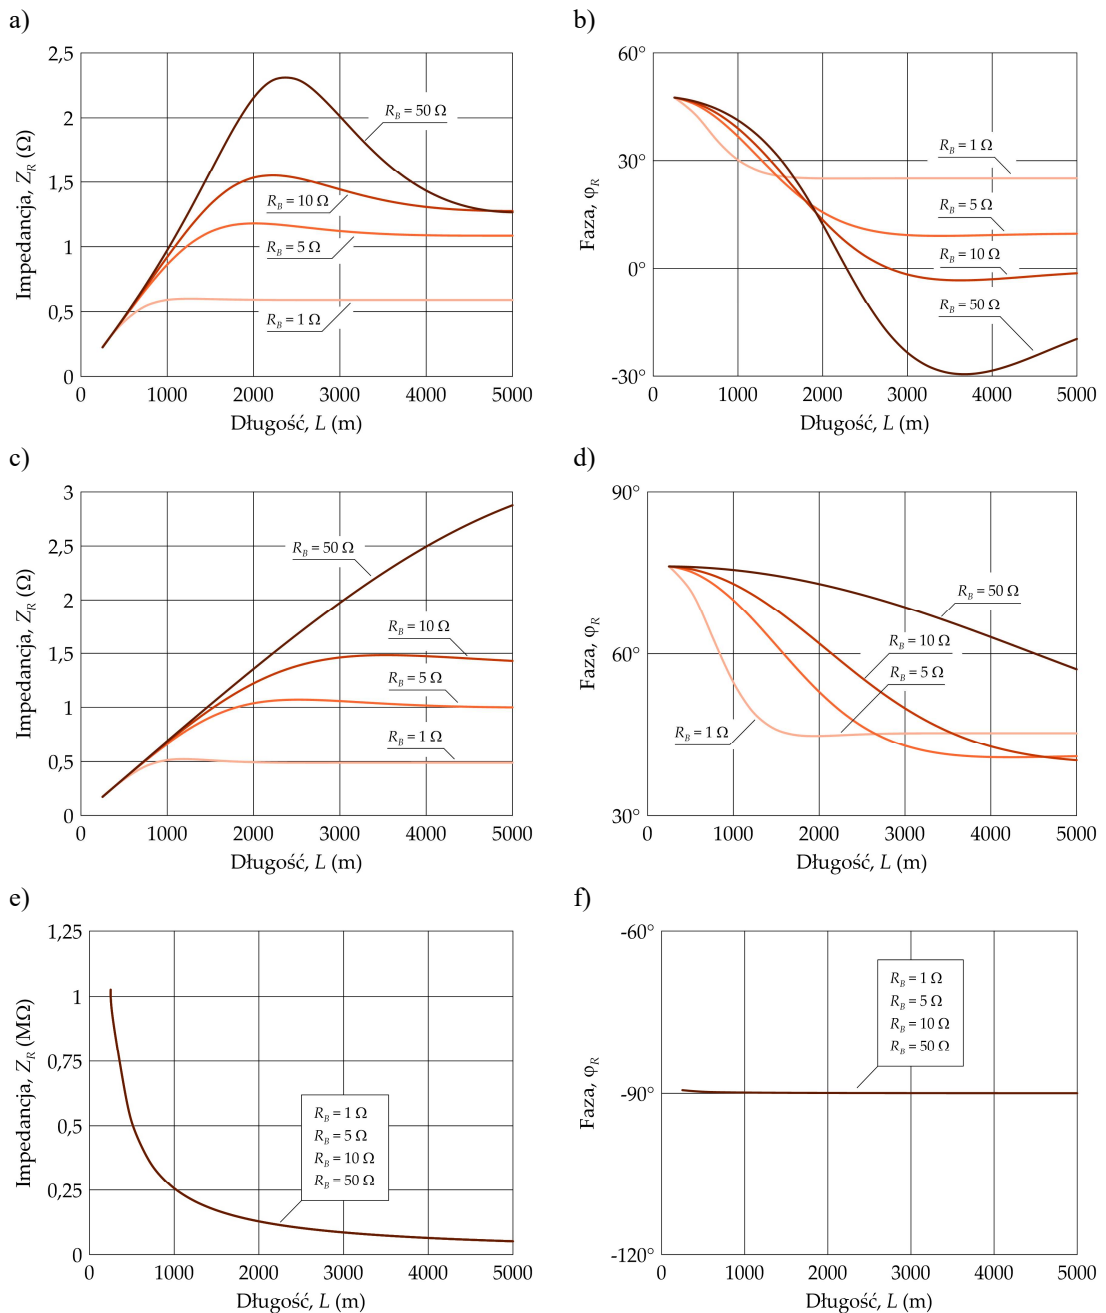 a)
b)
2,5
2
1,5
1
0,5
0
0 1000 2000 3000 4000 5000
Impedancja, Z_R (Ω)
Długość, L (m)
R_B = 50 Ω
R_B = 10 Ω
R_B = 5 Ω
R_B = 1 Ω
60°
30°
0°
-30°
0 1000 2000 3000 4000 5000
Faza, φ_R
Długość, L (m)
R_B = 1 Ω
R_B = 5 Ω
R_B = 10 Ω
R_B = 50 Ω
c)
d)
3
2,5
2
1,5
1
0,5
0
0 1000 2000 3000 4000 5000
Impedancja, Z_R (Ω)
Długość, L (m)
R_B = 50 Ω
R_B = 10 Ω
R_B = 5 Ω
R_B = 1 Ω
90°
60°
30°
0 1000 2000 3000 4000 5000
Faza, φ_R
Długość, L (m)
R_B = 50 Ω
R_B = 10 Ω
R_B = 5 Ω
R_B = 1 Ω
e)
f)
1,25
1
0,75
0,5
0,25
0
0 1000 2000 3000 4000 5000
Impedancja, Z_R (MΩ)
Długość, L (m)
R_B = 1 Ω
R_B = 5 Ω
R_B = 10 Ω
R_B = 50 Ω
-60°
-90°
-120°
0 1000 2000 3000 4000 5000
Faza, φ_R
Długość, L (m)
R_B = 1 Ω
R_B = 5 Ω
R_B = 10 Ω
R_B = 50 Ω